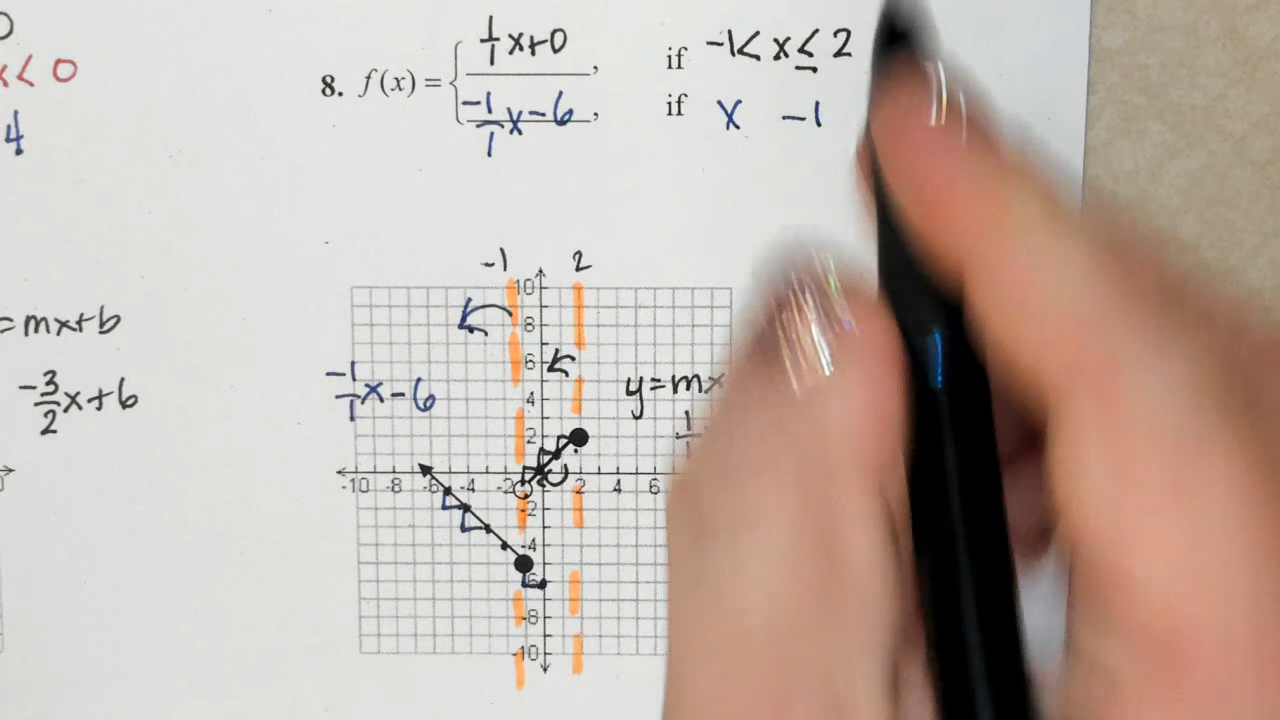 0
x < 0
4
8. f(x) = { 1/1 x+0, if -1< x ≤ 2
-1/1 x-6, if x -1
-1 2
= mx+b
-3/2 x+6
-1/1 x-6
y=mx
1
10
8
6
4
2
-10 -8 -6 -4 -2 2 4 6
-2
-4
-6
-8
-10